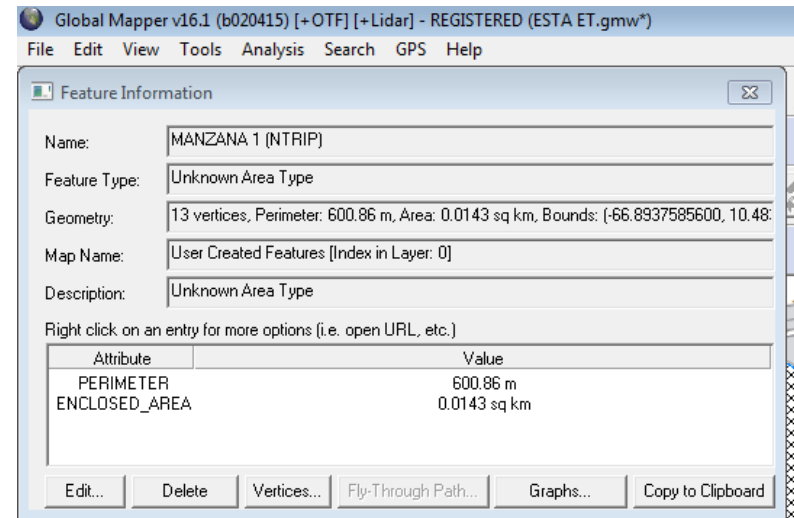 Global Mapper v16.1 (b020415) [+OTF] [+Lidar] - REGISTERED (ESTA ET.gmw*)
File Edit View Tools Analysis Search GPS Help
Feature Information
Name: MANZANA 1 (NTRIP)
Feature Type: Unknown Area Type
Geometry: 13 vertices, Perimeter: 600.86 m, Area: 0.0143 sq km, Bounds: (-66.8937585600, 10.48
Map Name: User Created Features [Index in Layer: 0]
Description: Unknown Area Type
Right click on an entry for more options (i.e. open URL, etc.)
Attribute Value
PERIMETER 600.86 m
ENCLOSED_AREA 0.0143 sq km
Edit... Delete Vertices... Fly-Through Path... Graphs... Copy to Clipboard